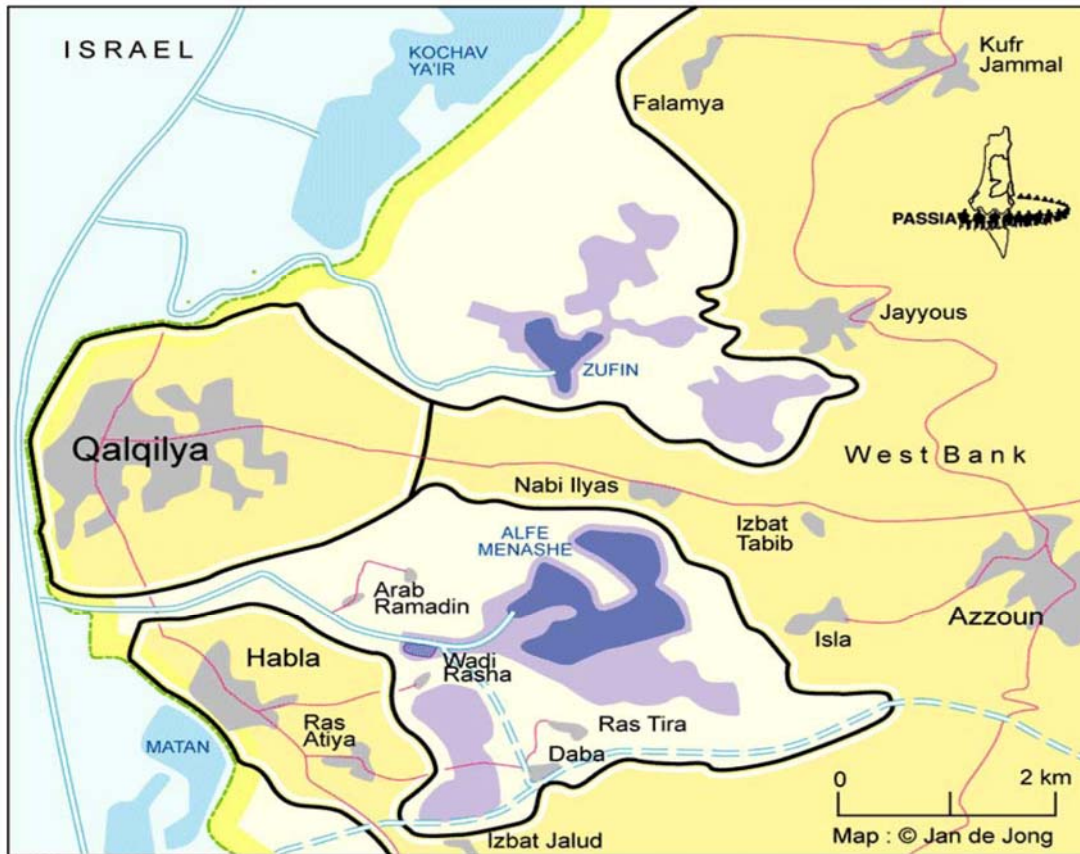 ISRAEL
KOCHAV
YA'IR
Kufr
Jammal
Falamya
PASSIA
Jayyous
ZUFIN
Qalqilya
West Bank
Nabi Ilyas
Izbat
Tabib
ALFE
MENASHE
Arab
Ramadin
Azzoun
Isla
Habla
Wadi
Rasha
Ras
Atiya
Ras Tira
MATAN
Daba
0 2 km
Izbat Jalud
Map : © Jan de Jong